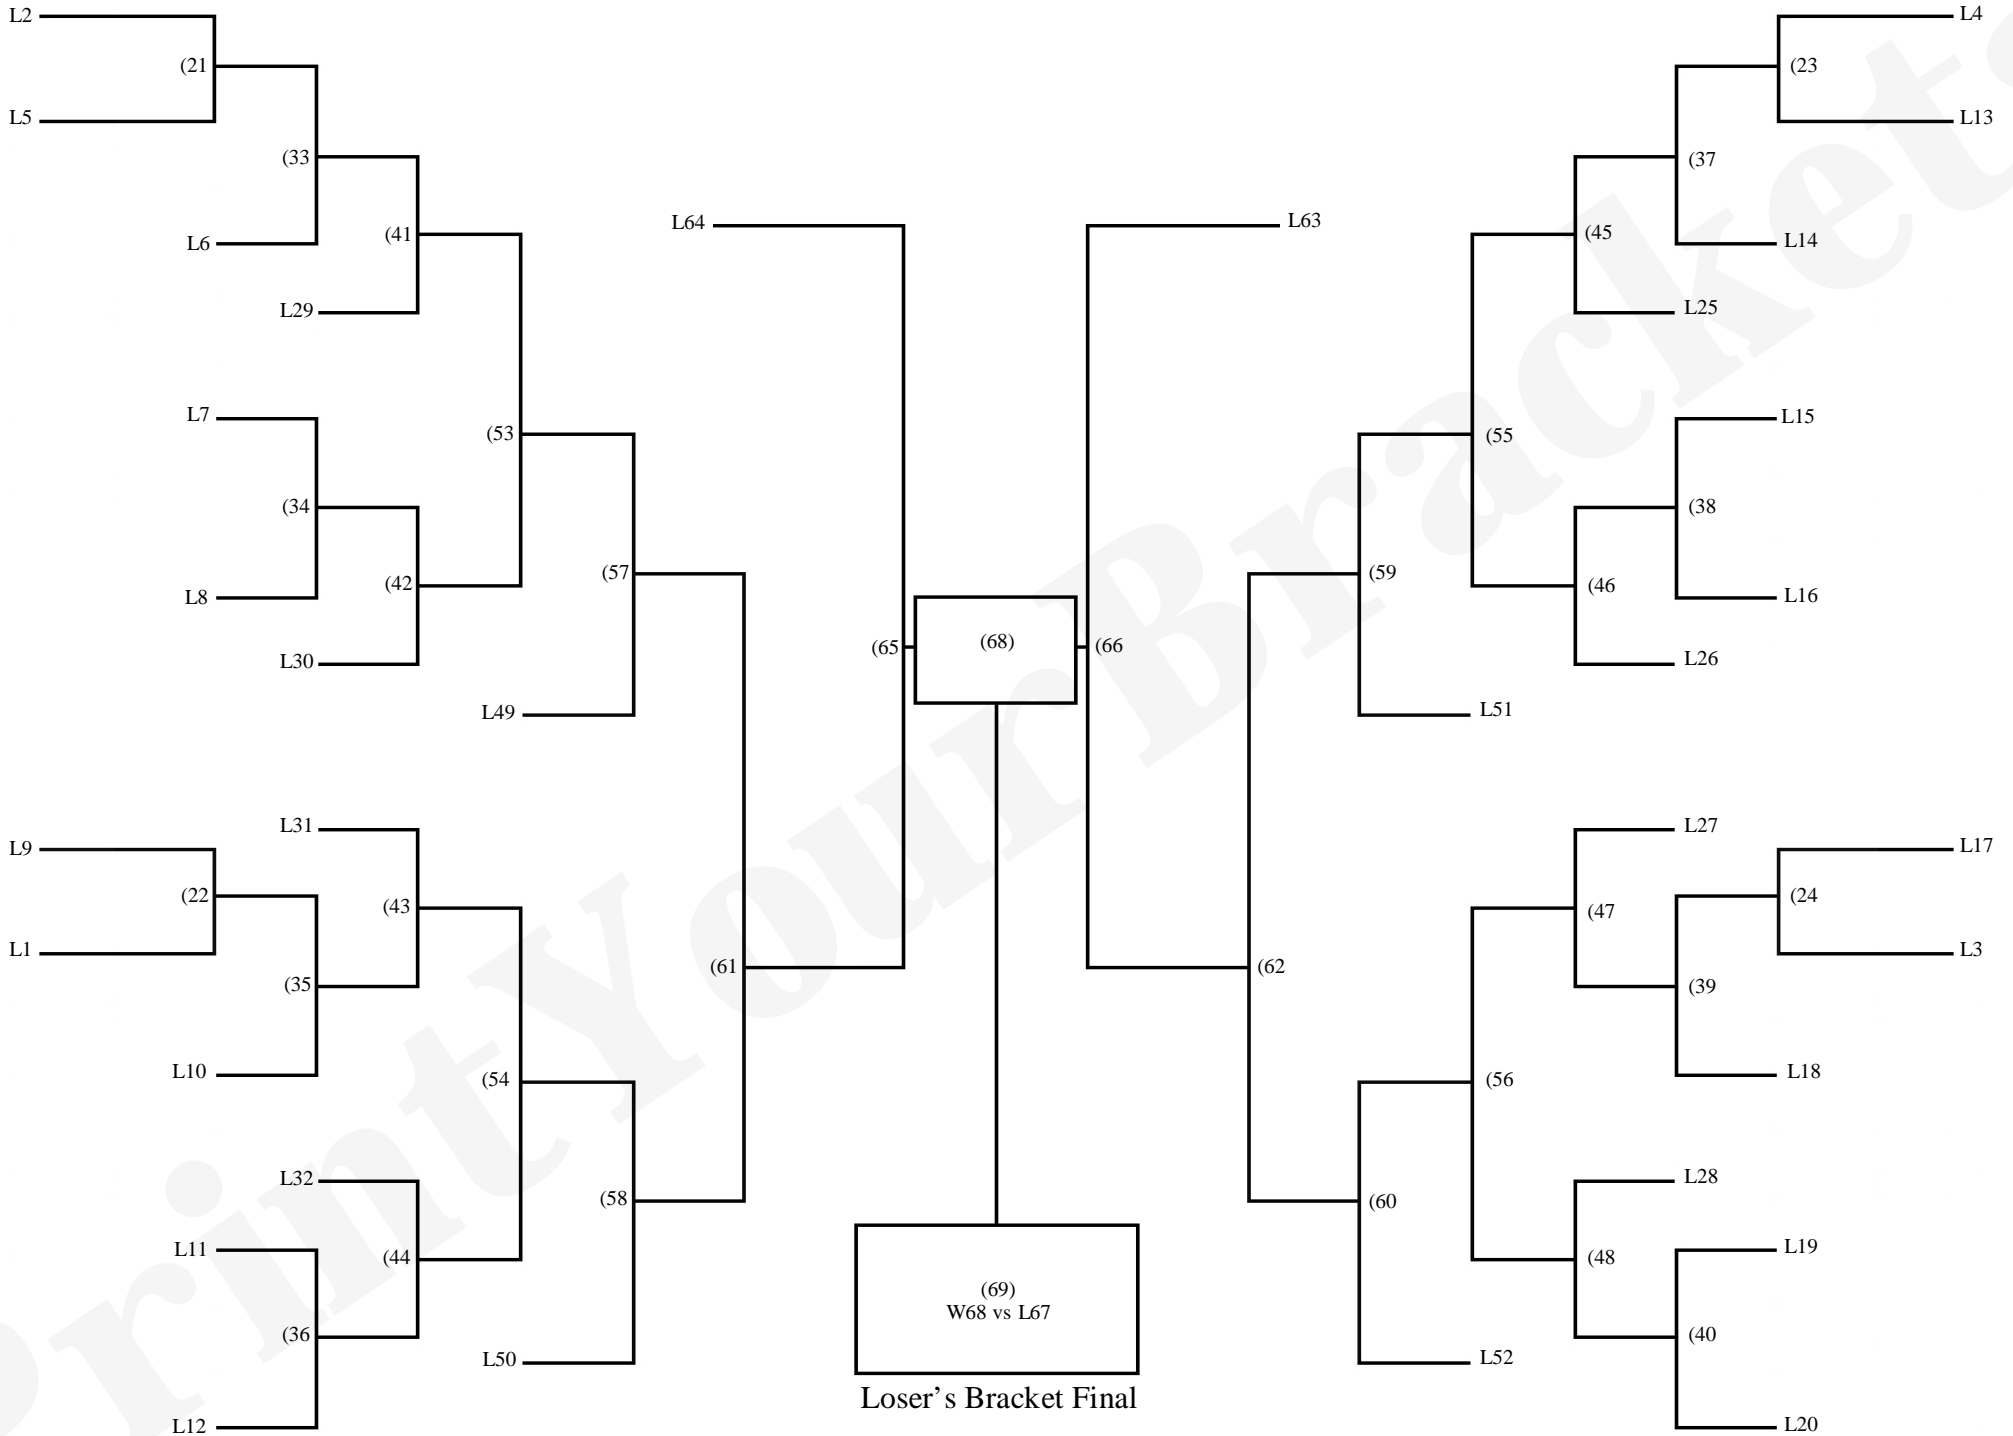 L2
L4
(21
(23
L5
L13
(33
(37
L64
L63
L6
(41
(45
L14
L29
L25
L7
L15
(53
(55
(34
(38
(57
(59
L8
(42
(46
L16
(65
(68)
(66
L30
L26
L49
L51
L31
L27
L9
L17
(22
(43
(47
(24
L1
L3
(61
(62
(35
(39
L10
(54
(56
L18
L32
L28
(58
(60
L11
(44
(48
L19
(69)
W68 vs L67
(36
(40
L50
L52
Loser’s Bracket Final
L12
L20
PrintYourBrackets